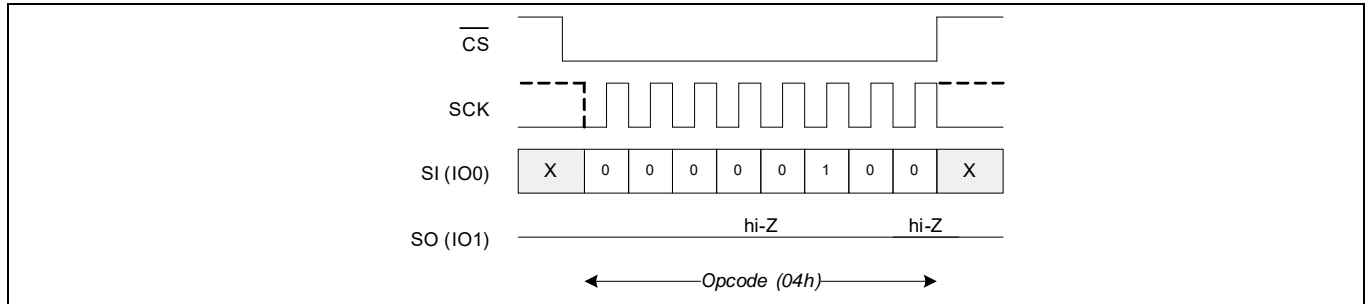 CS
SCK
SI (IO0) X 0 0 0 0 0 1 0 0 X
hi-Z hi-Z
SO (IO1)
Opcode (04h)